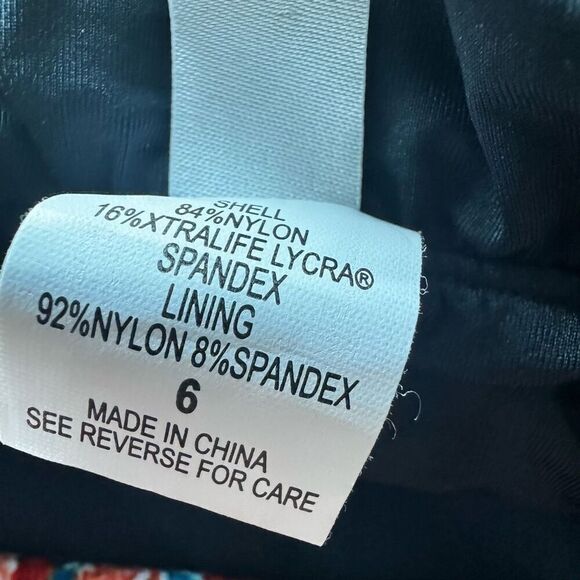 SHELL
84%NYLON
16%XTRALIFE LYCRA®
SPANDEX
LINING
92%NYLON 8%SPANDEX
6
MADE IN CHINA
SEE REVERSE FOR CARE